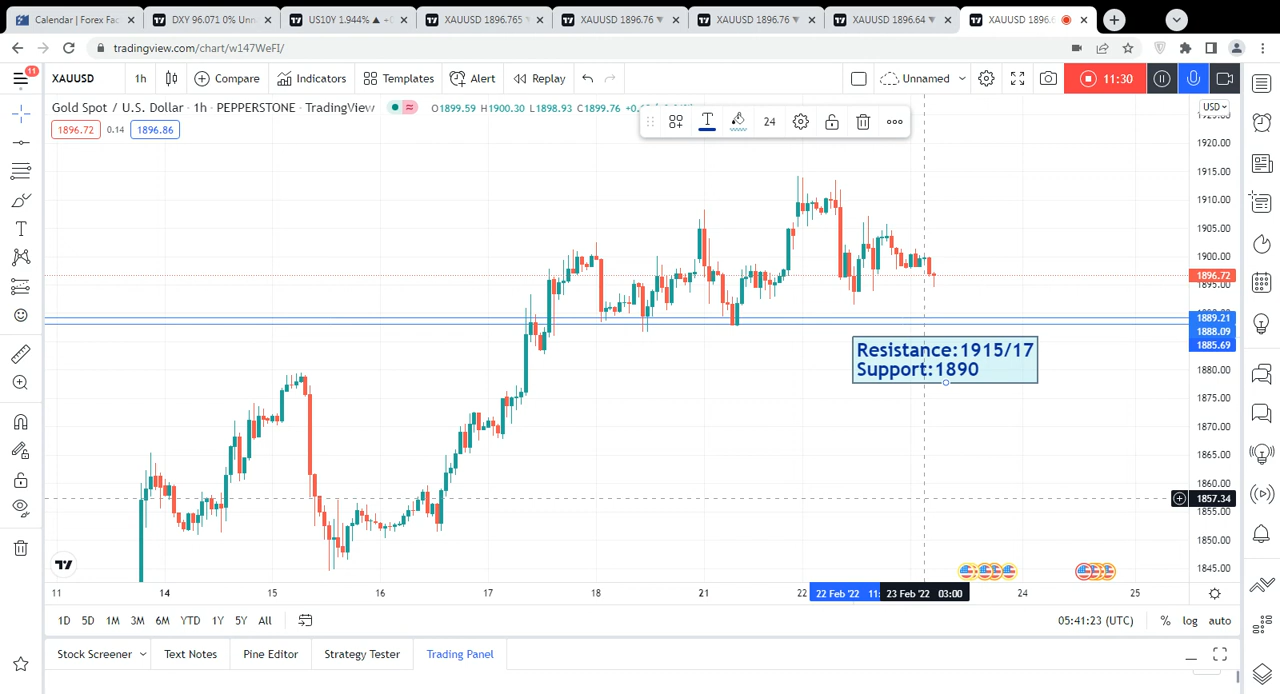 Calendar | Forex Fac
DXY 96.071 0% Unn
US10Y 1.944% ▲ +
XAUUSD 1896.765
XAUUSD 1896.76 ▼
XAUUSD 1896.76 ▼
XAUUSD 1896.64 ▼
XAUUSD 1896.
tradingview.com/chart/w147WeFI/
11
XAUUSD
1h
Compare
Indicators
Templates
Alert
Replay
Unnamed
11:30
Gold Spot / U.S. Dollar · 1h · PEPPERSTONE · TradingView
O1899.59 H1900.30 L1898.93 C1899.76
1896.72
0.14
1896.86
24
USD
1920.00
1915.00
1910.00
1905.00
1900.00
1896.72
1895.00
1889.21
1888.09
1885.69
1880.00
1875.00
1870.00
1865.00
1860.00
1857.34
1855.00
1850.00
1845.00
Resistance:1915/17
Support:1890
11
14
15
16
17
18
21
22
22 Feb '22
23 Feb '22 03:00
24
25
1D
5D
1M
3M
6M
YTD
1Y
5Y
All
05:41:23 (UTC)
%
log
auto
Stock Screener
Text Notes
Pine Editor
Strategy Tester
Trading Panel